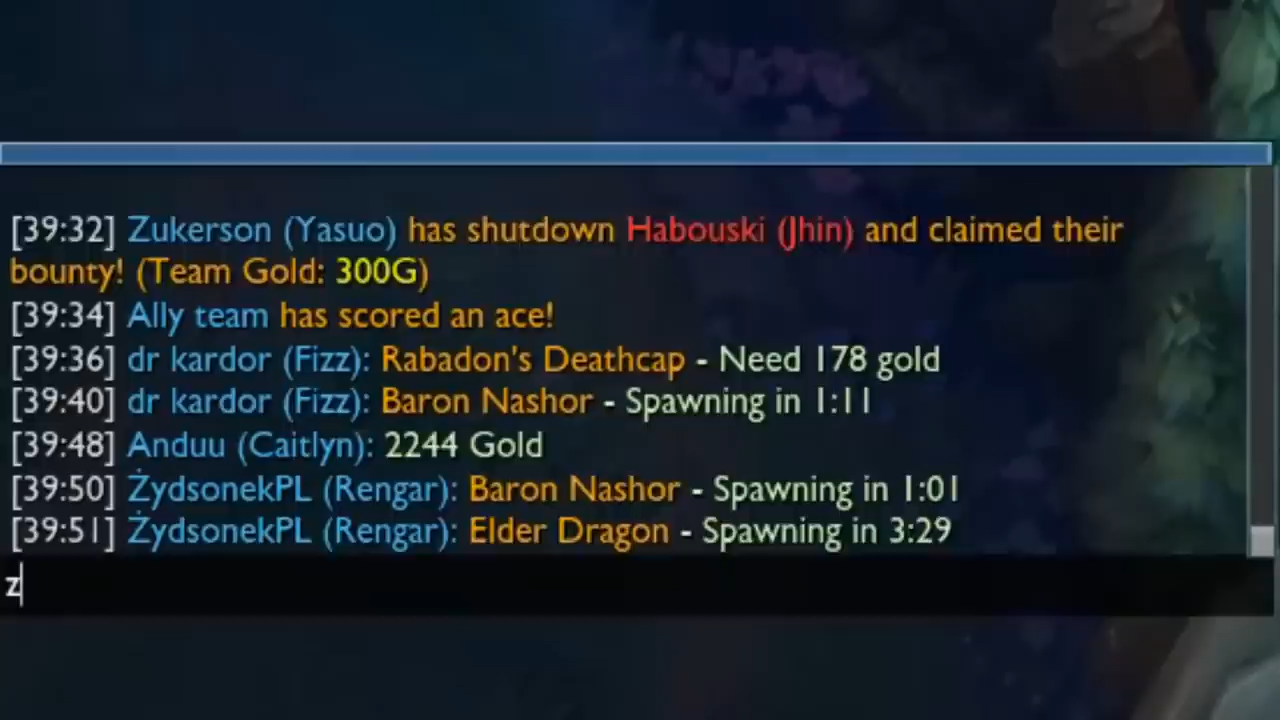 [39:32] Zukerson (Yasuo) has shutdown Habouski (Jhin) and claimed their
bounty! (Team Gold: 300G)
[39:34] Ally team has scored an ace!
[39:36] dr kardor (Fizz): Rabadon's Deathcap - Need 178 gold
[39:40] dr kardor (Fizz): Baron Nashor - Spawning in 1:11
[39:48] Anduu (Caitlyn): 2244 Gold
[39:50] ŻydsonekPL (Rengar): Baron Nashor - Spawning in 1:01
[39:51] ŻydsonekPL (Rengar): Elder Dragon - Spawning in 3:29
z